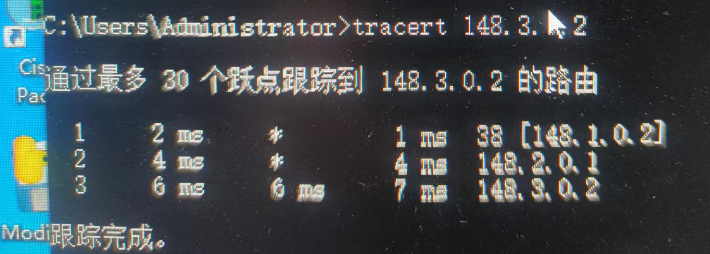 C:\Users\Administrator>tracert 148.3. 2
Cis
Pac
通过最多 30 个跃点跟踪到 148.3.0.2 的路由
1 2 ms * 1 ms 38 [148.1.0.2]
2 4 ms * 4 ms 148.2.0.1
3 6 ms 6 ms 7 ms 148.3.0.2
Modi
跟踪完成。